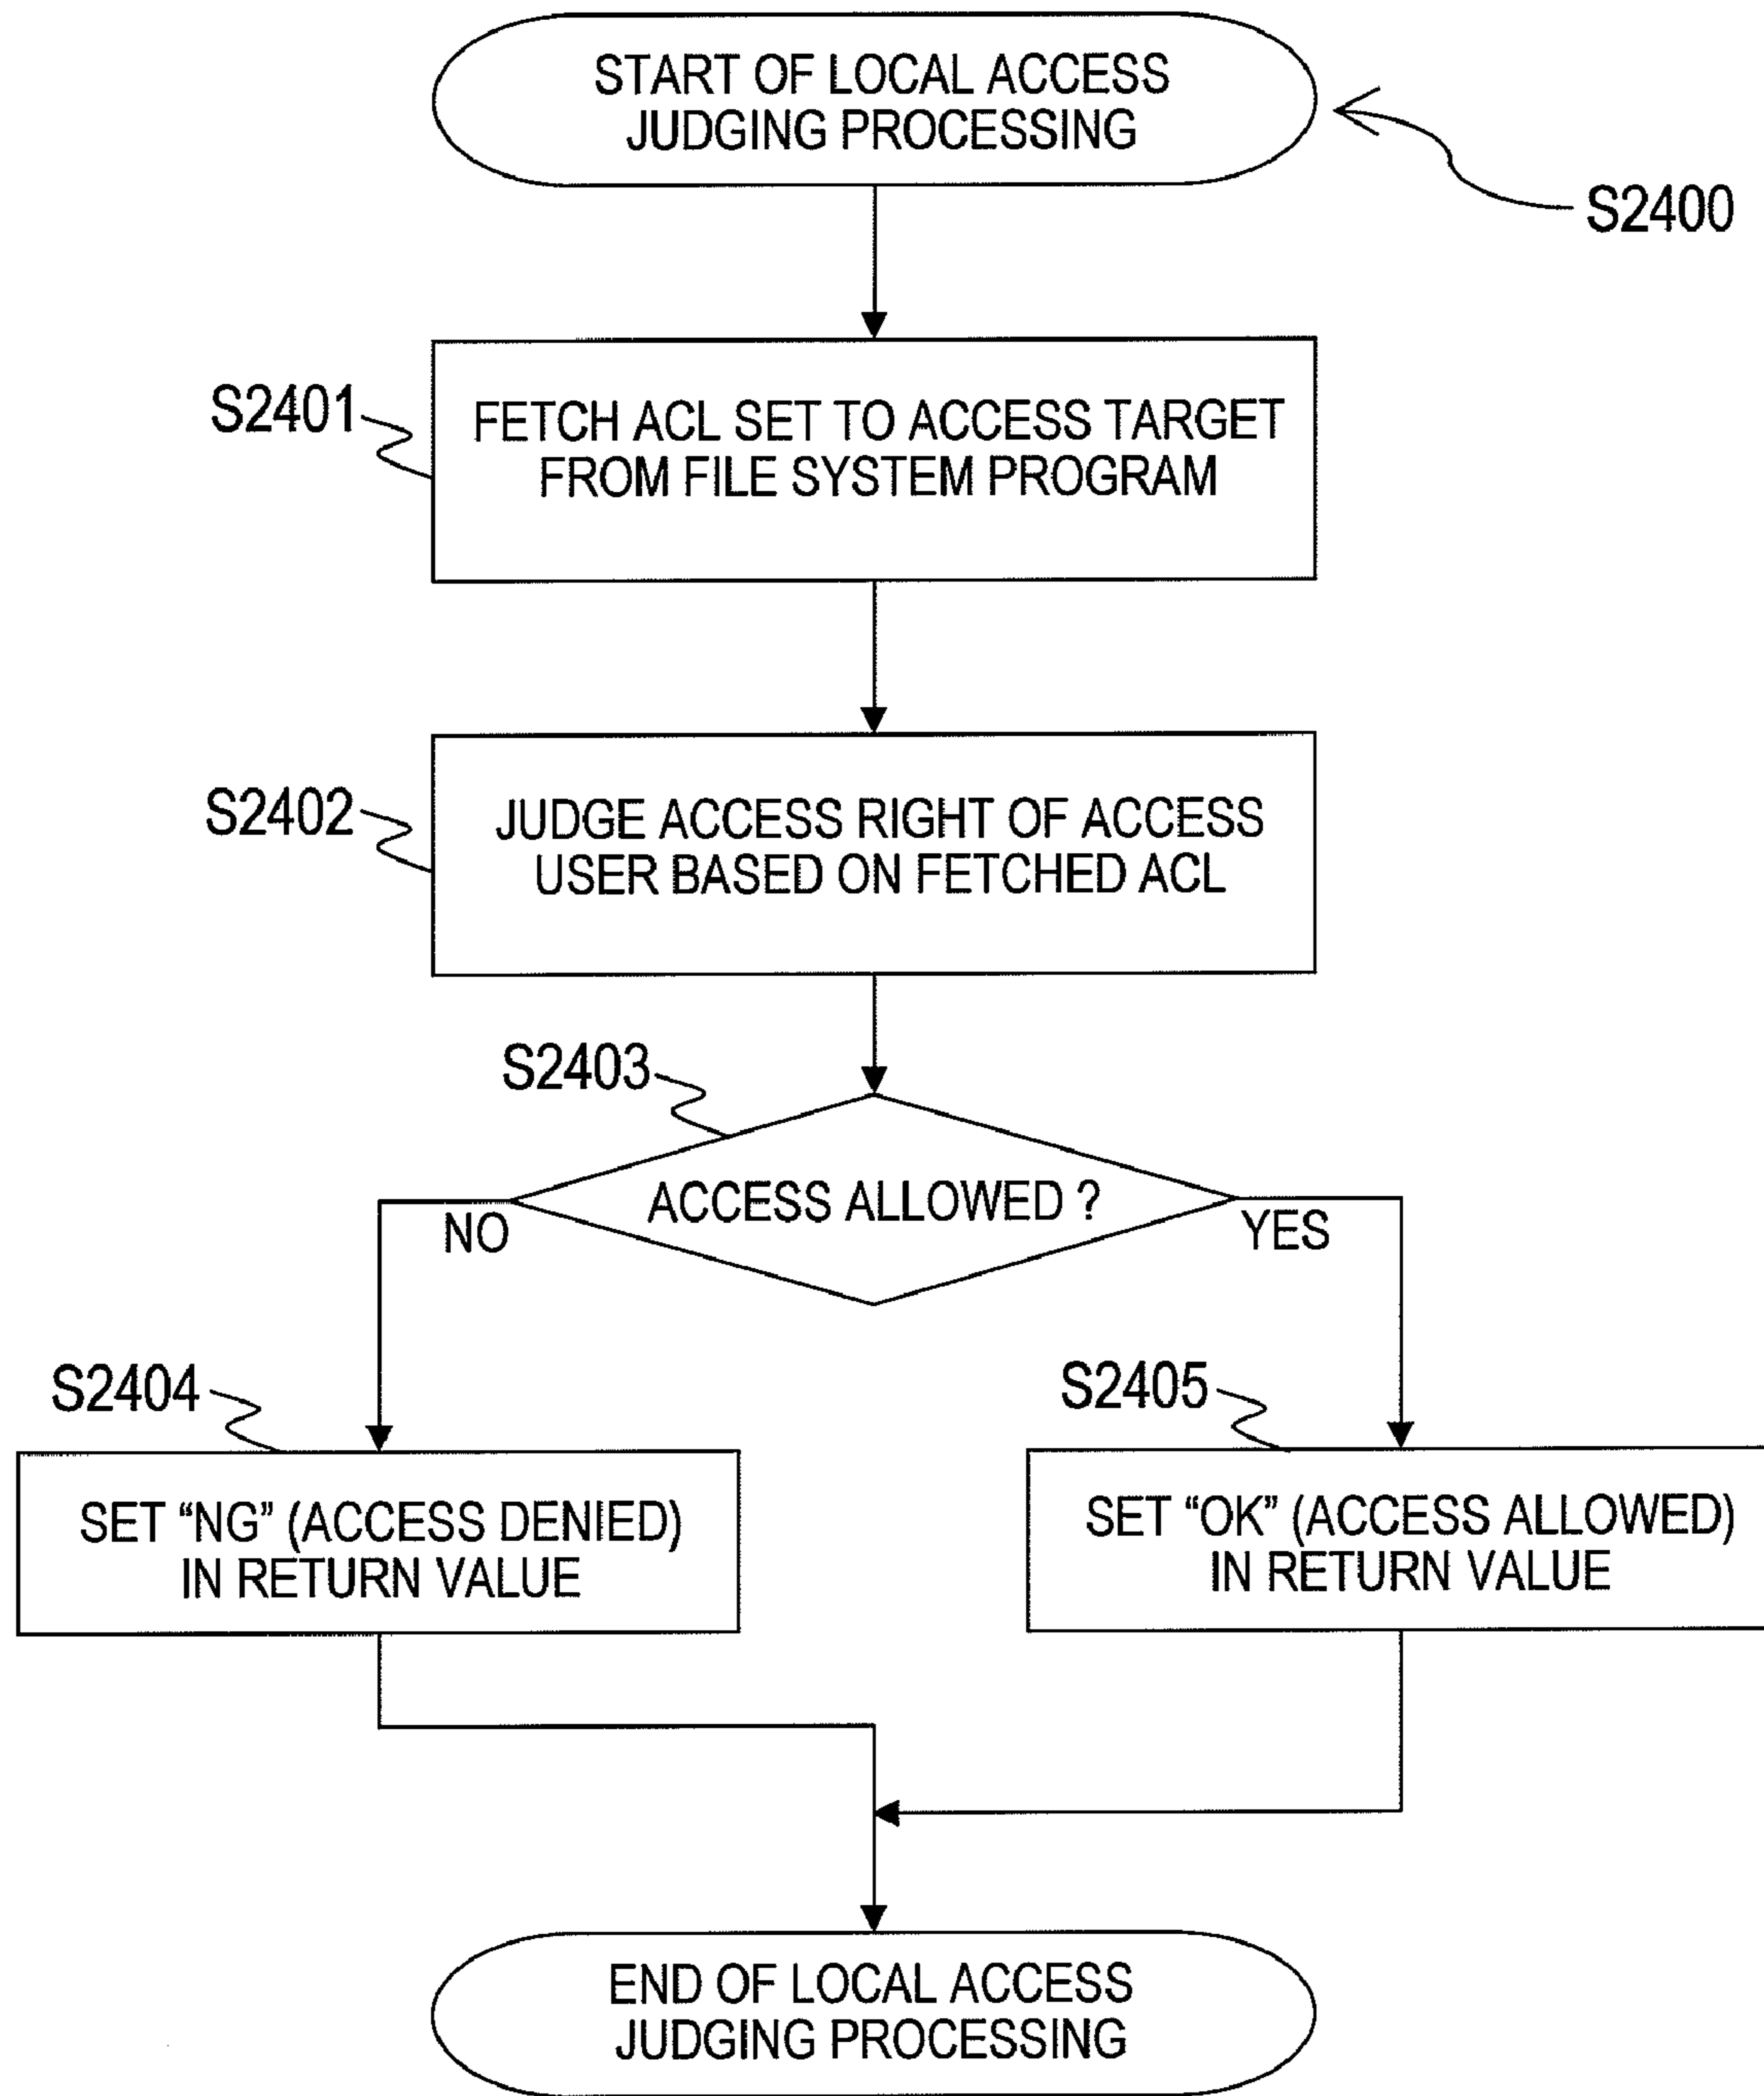 START OF LOCAL ACCESS
JUDGING PROCESSING
S2400
S2401
FETCH ACL SET TO ACCESS TARGET
FROM FILE SYSTEM PROGRAM
S2402
JUDGE ACCESS RIGHT OF ACCESS
USER BASED ON FETCHED ACL
S2403
ACCESS ALLOWED ?
NO
YES
S2404
SET “NG” (ACCESS DENIED)
IN RETURN VALUE
S2405
SET “OK” (ACCESS ALLOWED)
IN RETURN VALUE
END OF LOCAL ACCESS
JUDGING PROCESSING